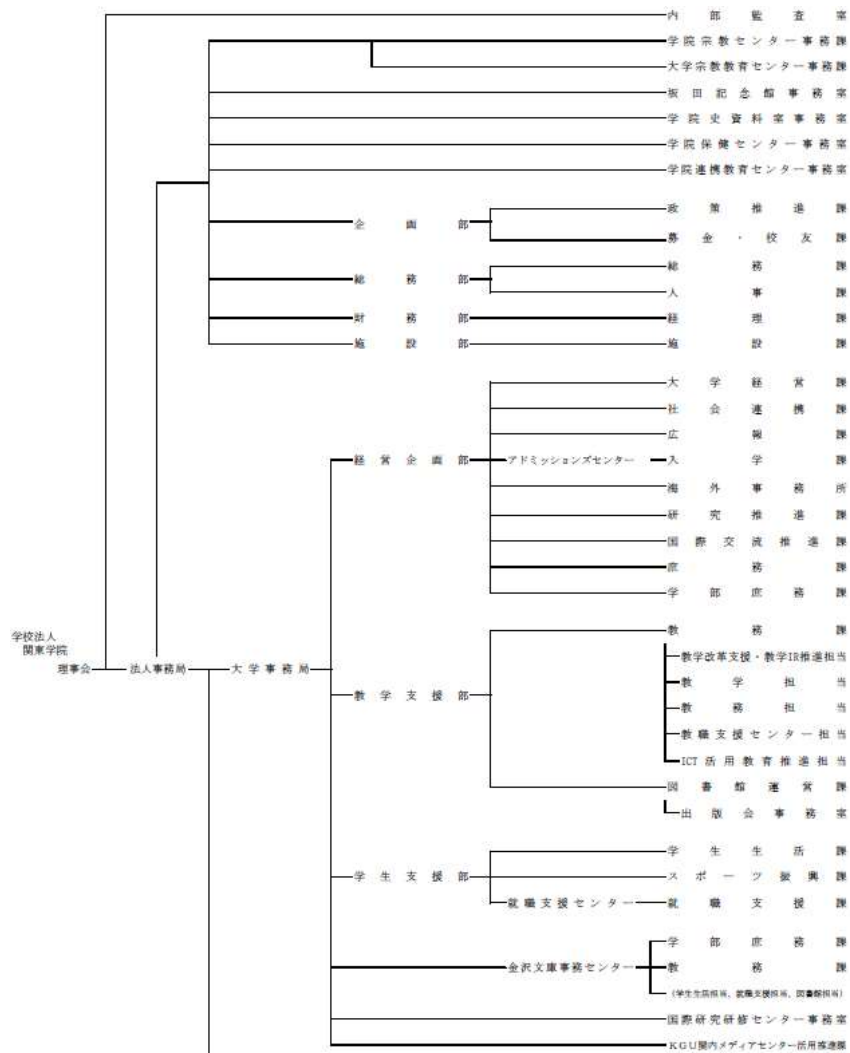 内部監査室
学院宗教センター事務課
大学宗教教育センター事務課
坂田記念館事務室
学院史資料室事務室
学院保健センター事務室
学院連携教育センター事務室
政策推進課
企画部
募金・校友課
総務課
総務部
人事課
財務部 経理課
施設部 施設課
大学経営課
社会連携課
広報課
経営企画部 アドミッションズセンター 入学課
海外事務所
研究推進課
国際交流推進課
庶務課
学部庶務課
教務課
学校法人
関東学院
教学改革支援・教学IR推進担当
理事会 法人事務局 大学事務局
教学担当
教学支援部
教務担当
教職支援センター担当
ICT活用教育推進担当
図書館運営課
出版会事務室
学生生活課
学生支援部 スポーツ振興課
就職支援センター 就職支援課
学部庶務課
金沢文庫事務センター 教務課
(学生生活担当、就職支援担当、図書館担当)
国際研究研修センター事務室
KGU関内メディアセンター活用推進課